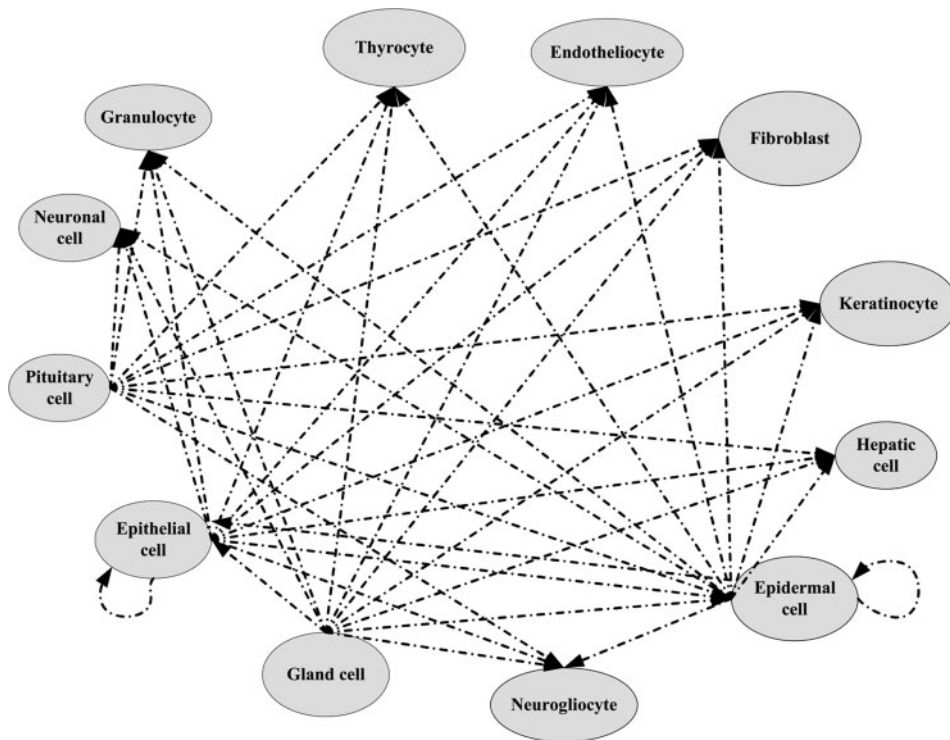 Thyrocyte
Endotheliocyte
Granulocyte
Fibroblast
Neuronal
cell
Keratinocyte
Pituitary
cell
Hepatic
cell
Epithelial
cell
Epidermal
cell
Gland cell
Neurogliocyte